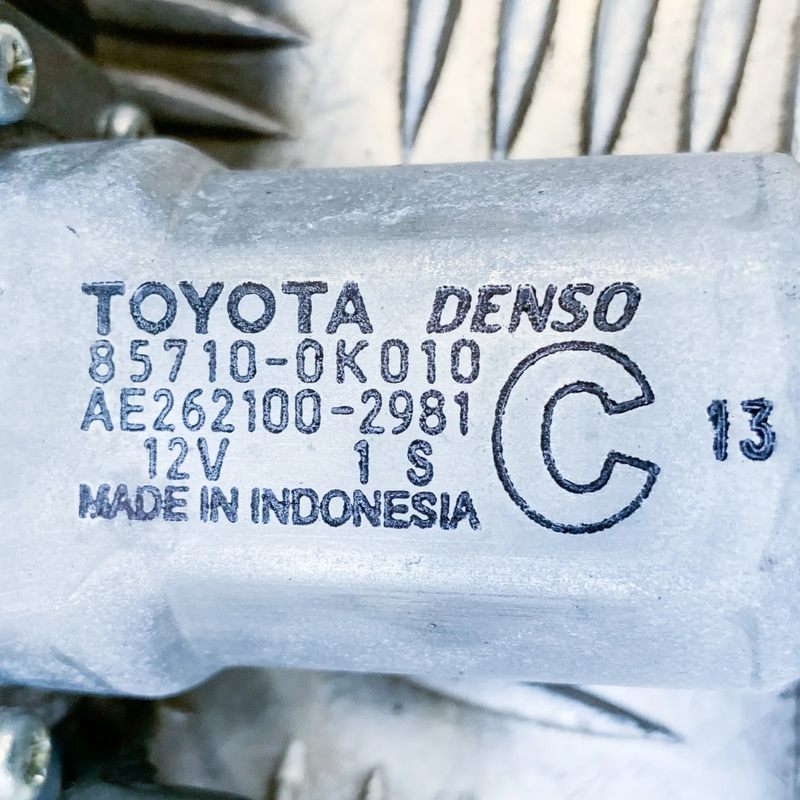 TOYOTA DENSO
85710-0K010
AE262100-2981
12V 1 S
MADE IN INDONESIA
C
13